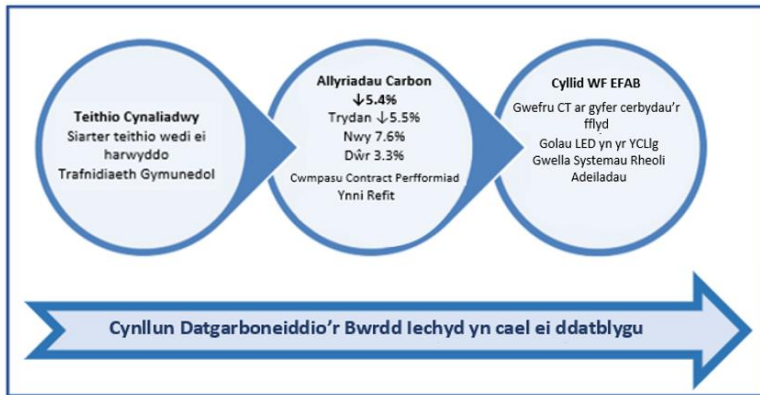 Teithio Cynaliadwy
Siarter teithio wedi ei
harwyddo
Trafnidiaeth Gymunedol
Allyriadau Carbon
↓5.4%
Trydan ↓5.5%
Nwy 7.6%
Dŵr 3.3%
Cwmpasu Contract Perfformiad
Ynni Refit
Cyllid WF EFAB
Gwefru CT ar gyfer cerbydau'r
fflyd
Golau LED yn yr YCLlg
Gwella Systemau Rheoli
Adeiladau
Cynllun Datgarboneiddio'r Bwrdd Iechyd yn cael ei ddatblygu